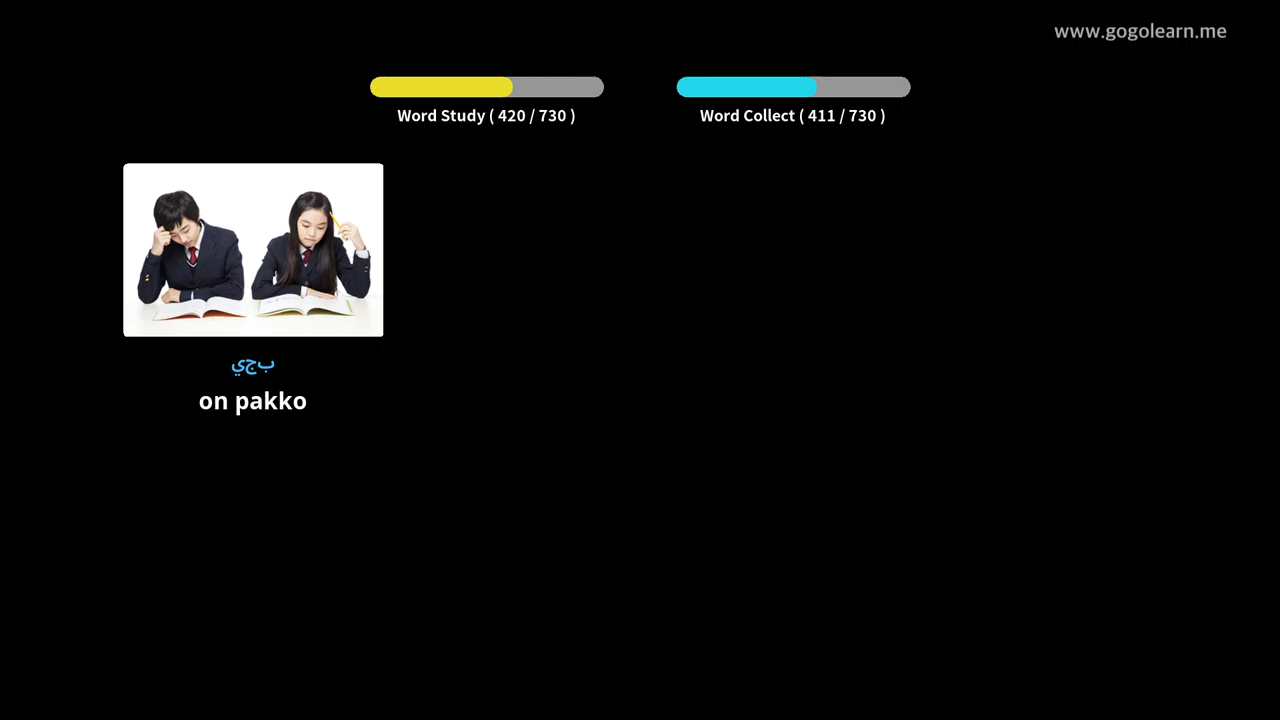 www.gogolearn.me
Word Study ( 420 / 730 )
Word Collect ( 411 / 730 )
بجي
on pakko